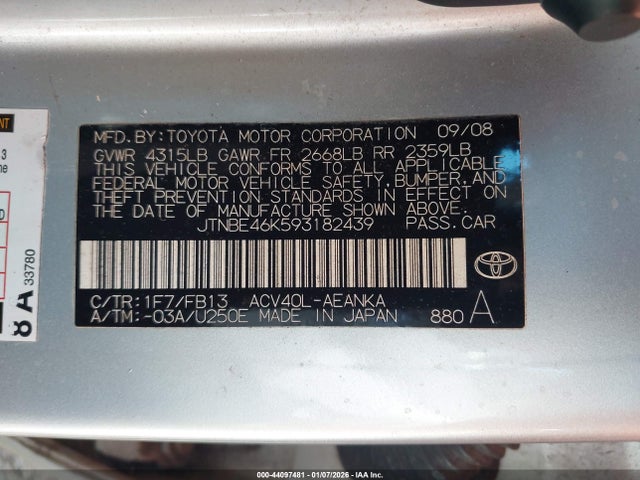 MFD. BY: TOYOTA MOTOR CORPORATION 09/08
GVWR 4315LB GAWR FR 2668LB RR 2359LB
THIS VEHICLE CONFORMS TO ALL APPLICABLE
FEDERAL MOTOR VEHICLE SAFETY, BUMPER, AND
THEFT PREVENTION STANDARDS IN EFFECT ON
THE DATE OF MANUFACTURE SHOWN ABOVE.
JTNBE46K593182439 PASS. CAR
C/TR: 1F7/FB13 ACV40L-AEANKA
A/TM: -03A/U250E MADE IN JAPAN 880 A
8 A 33780
000-44097481 - 01/07/2026 - IAA Inc.